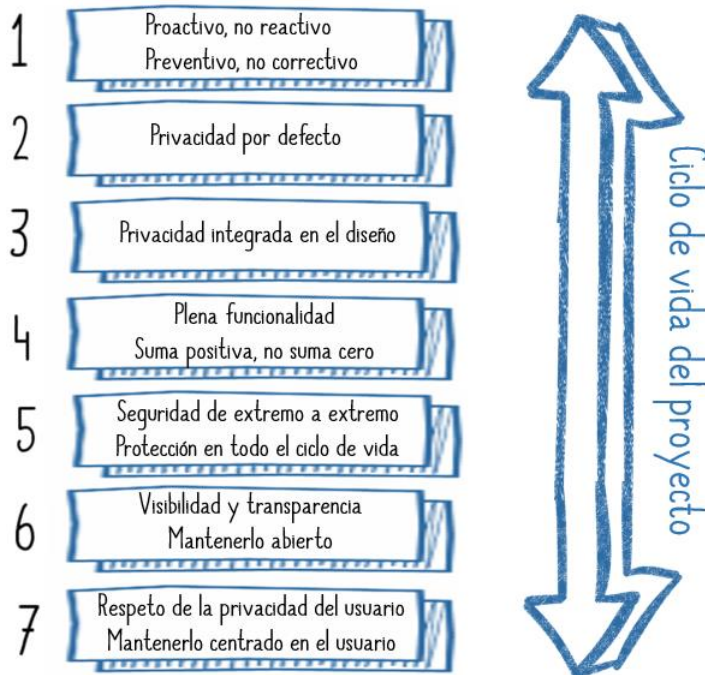 1
Proactivo, no reactivo
Preventivo, no correctivo
2
Privacidad por defecto
3
Privacidad integrada en el diseño
4
Plena funcionalidad
Suma positiva, no suma cero
5
Seguridad de extremo a extremo
Protección en todo el ciclo de vida
6
Visibilidad y transparencia
Mantenerlo abierto
7
Respeto de la privacidad del usuario
Mantenerlo centrado en el usuario
Ciclo de vida del proyecto